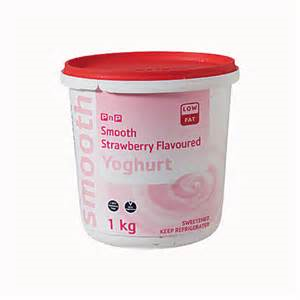 smooth
PnP
LOW
FAT
Smooth
Strawberry Flavoured
Yoghurt
1 kg
SWEETENED
KEEP REFRIGERATED